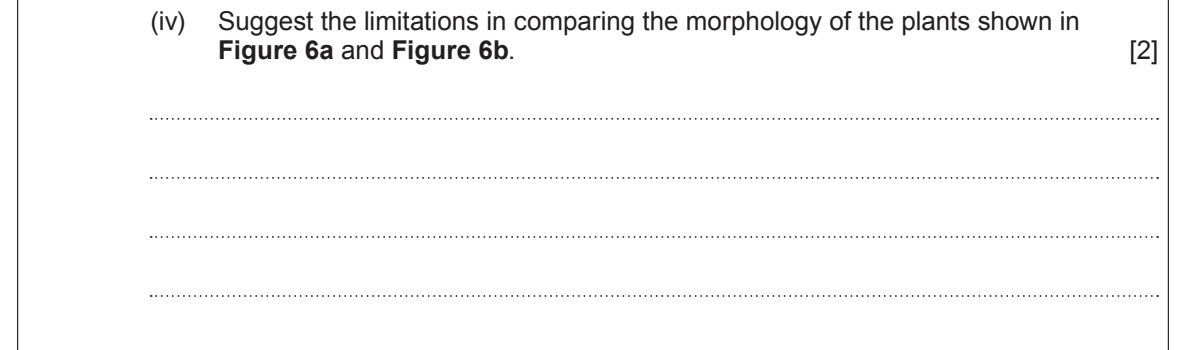 (iv) Suggest the limitations in comparing the morphology of the plants shown in
Figure 6a and Figure 6b. [2]